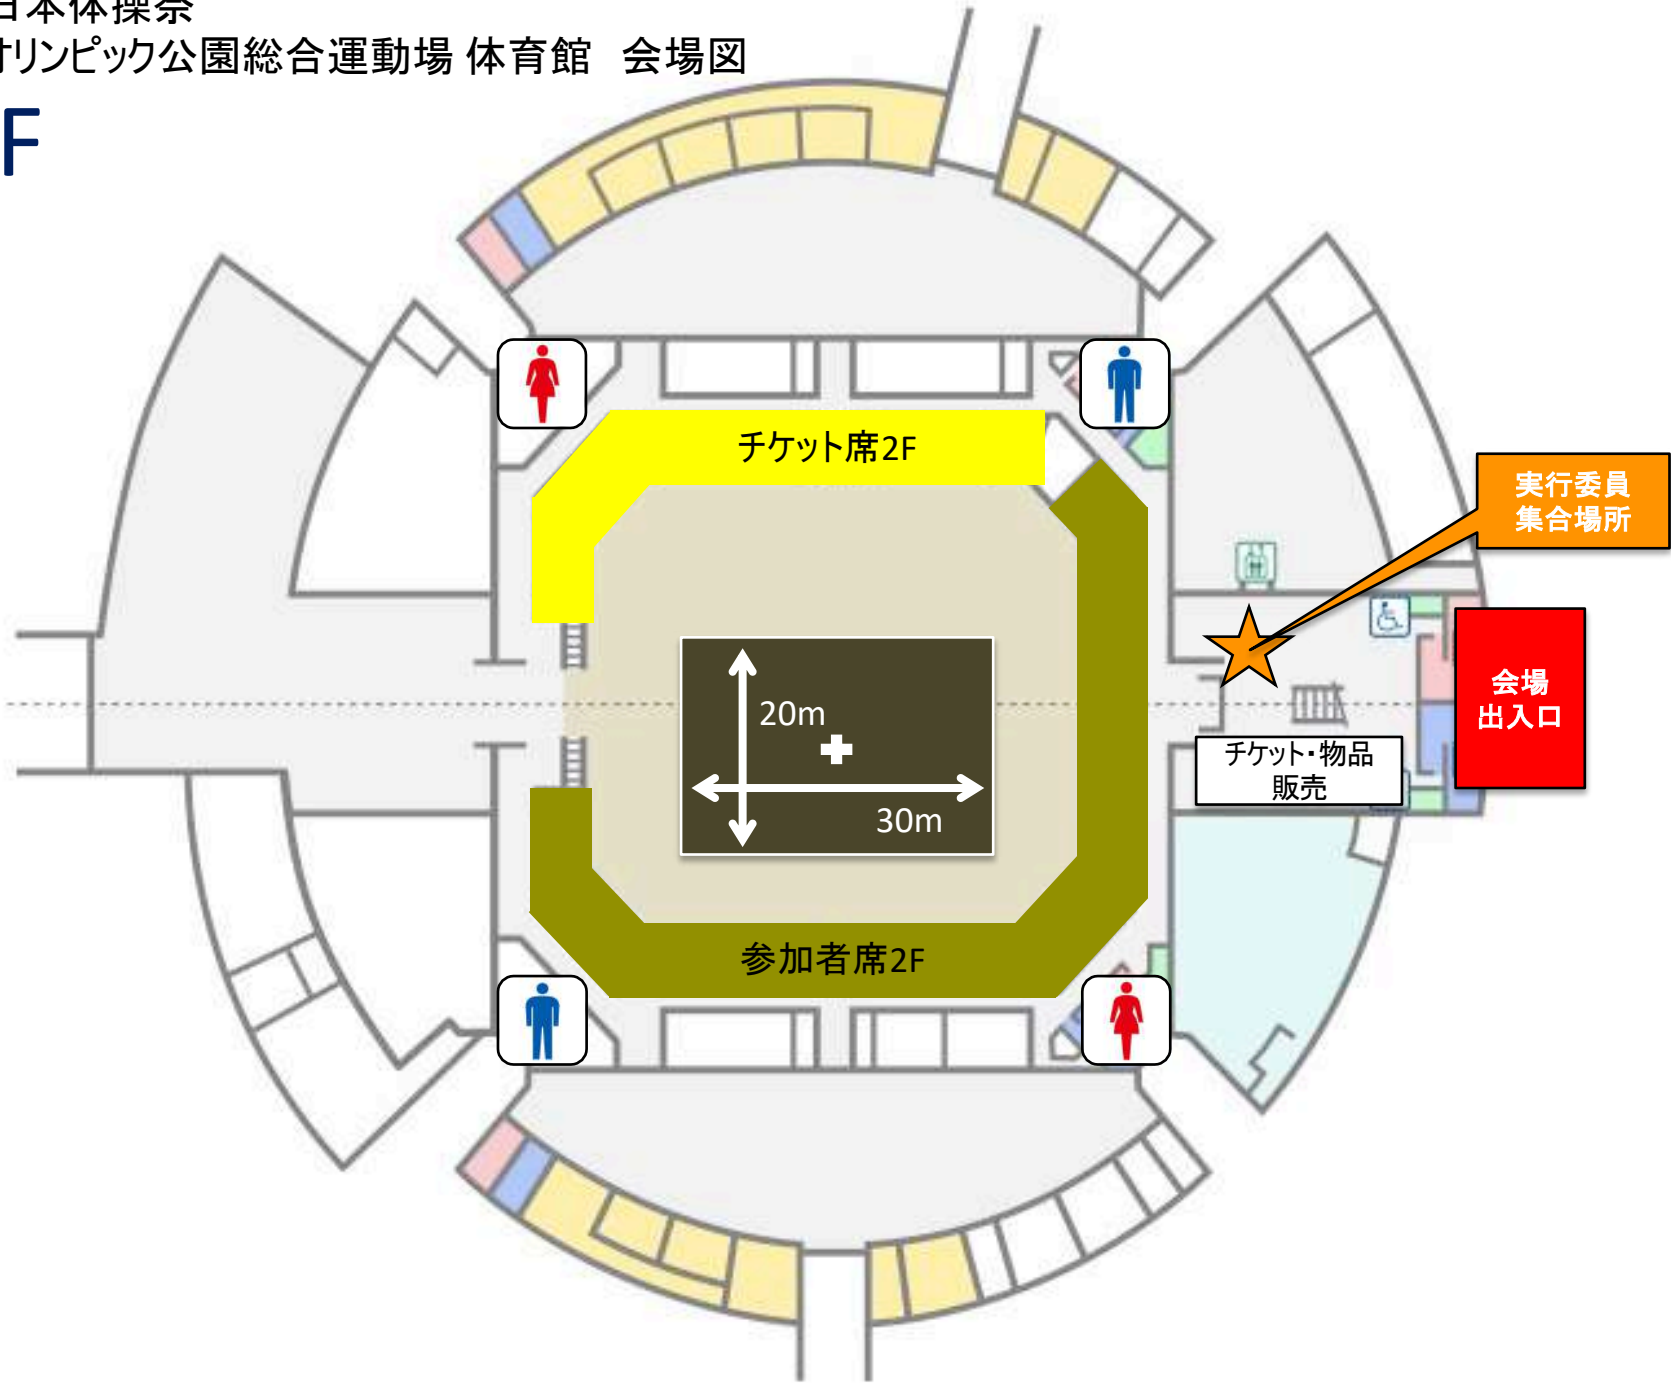 日本体操祭
オリンピック公園総合運動場 体育館　会場図
F
チケット席2F
実行委員
集合場所
会場
出入口
20m
30m
チケット・物品
販売
参加者席2F